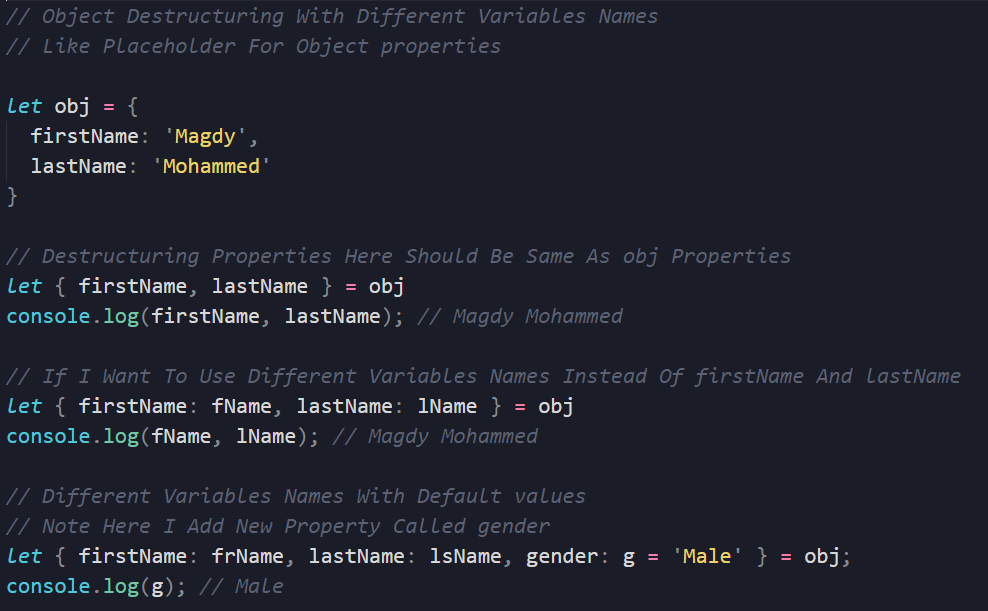 // Object Destructuring With Different Variables Names
// Like Placeholder For Object properties
let obj = {
firstName: 'Magdy',
lastName: 'Mohammed'
}
// Destructuring Properties Here Should Be Same As obj Properties
let { firstName, lastName } = obj
console.log(firstName, lastName); // Magdy Mohammed
// If I Want To Use Different Variables Names Instead Of firstName And lastName
let { firstName: fName, lastName: lName } = obj
console.log(fName, lName); // Magdy Mohammed
// Different Variables Names With Default values
// Note Here I Add New Property Called gender
let { firstName: frName, lastName: lsName, gender: g = 'Male' } = obj;
console.log(g); // Male